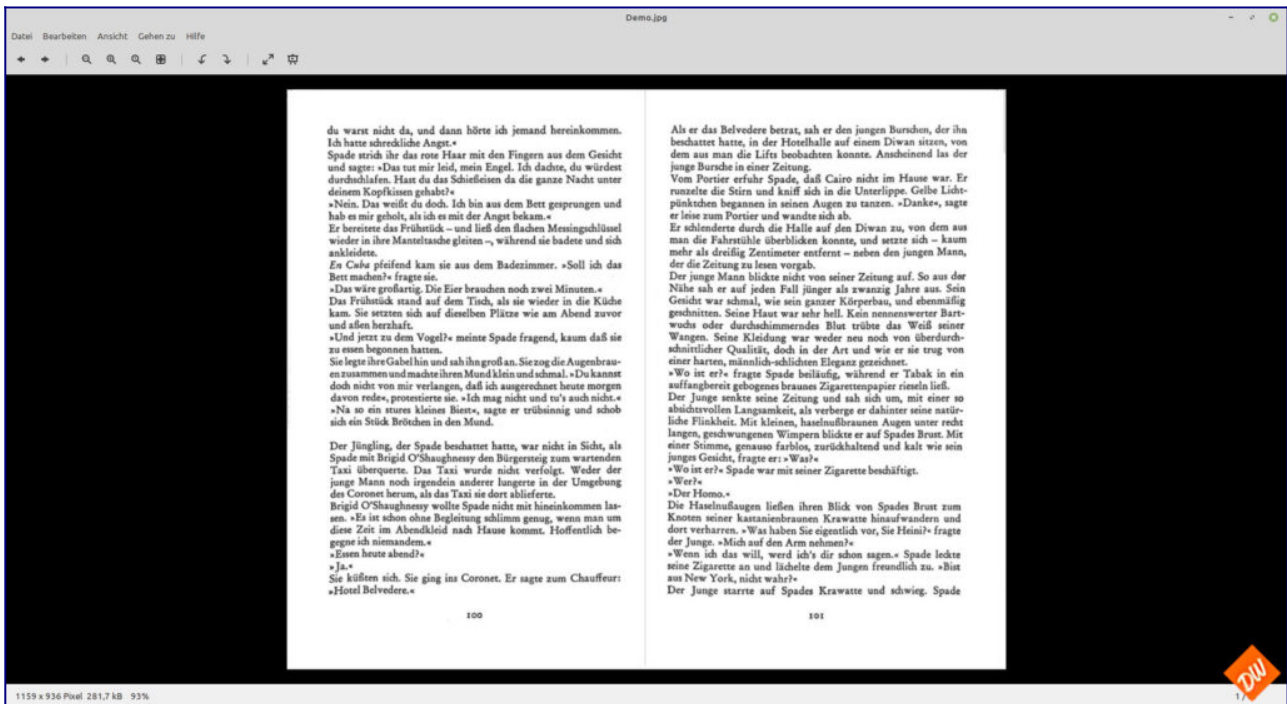 Demo.jpg
Datei Bearbeiten Ansicht Gehen zu Hilfe
du warst nicht da, und dann hörte ich jemand hereinkommen.
Ich hatte schreckliche Angst.«
Spade strich ihr das rote Haar mit den Fingern aus dem Gesicht
und sagte: »Das tut mir leid, mein Engel. Ich dachte, du würdest
durchschlafen. Hast du das Schießeisen da die ganze Nacht unter
deinem Kopfkissen gehabt?«
»Nein. Das weißt du doch. Ich bin aus dem Bett gesprungen und
hab es mir geholt, als ich es mit der Angst bekam.«
Er bereitete das Frühstück – und ließ den flachen Messingschlüssel
wieder in ihre Manteltasche gleiten –, während sie badete und sich
ankleidete.
En Cuba pfeifend kam sie aus dem Badezimmer. »Soll ich das
Bett machen?« fragte sie.
»Das wäre großartig. Die Eier brauchen noch zwei Minuten.«
Das Frühstück stand auf dem Tisch, als sie wieder in die Küche
kam. Sie setzten sich auf dieselben Plätze wie am Abend zuvor
und aßen herzhaft.
»Und jetzt zu dem Vogel?« meinte Spade fragend, kaum daß sie
zu essen begonnen hatten.
Sie legte ihre Gabel hin und sah ihn groß an. Sie zog die Augenbrau-
en zusammen und machte ihren Mund klein und schmal. »Du kannst
doch nicht von mir verlangen, daß ich ausgerechnet heute morgen
davon rede«, protestierte sie. »Ich mag nicht und tu's auch nicht.«
»Na so ein stures kleines Biest«, sagte er trübsinnig und schob
sich ein Stück Brötchen in den Mund.
Der Jüngling, der Spade beschattet hatte, war nicht in Sicht, als
Spade mit Brigid O'Shaughnessy den Bürgersteig zum wartenden
Taxi überquerte. Das Taxi wurde nicht verfolgt. Weder der
junge Mann noch irgendein anderer lungerte in der Umgebung
des Coronet herum, als das Taxi sie dort ablieferte.
Brigid O'Shaughnessy wollte Spade nicht mit hineinkommen las-
sen. »Es ist schon ohne Begleitung schlimm genug, wenn man um
diese Zeit im Abendkleid nach Hause kommt. Hoffentlich be-
gegne ich niemandem.«
»Essen heute abend?«
»Ja.«
Sie küßten sich. Sie ging ins Coronet. Er sagte zum Chauffeur:
»Hotel Belvedere.«
100
Als er das Belvedere betrat, sah er den jungen Burschen, der ihn
beschattet hatte, in der Hotelhalle auf einem Diwan sitzen, von
dem aus man die Lifts beobachten konnte. Anscheinend las der
junge Bursche in einer Zeitung.
Vom Portier erfuhr Spade, daß Cairo nicht im Hause war. Er
runzelte die Stirn und kniff sich in die Unterlippe. Gelbe Licht-
pünktchen begannen in seinen Augen zu tanzen. »Danke«, sagte
er leise zum Portier und wandte sich ab.
Er schlenderte durch die Halle auf den Diwan zu, von dem aus
man die Fahrstühle überblicken konnte, und setzte sich – kaum
mehr als dreißig Zentimeter entfernt – neben den jungen Mann,
der die Zeitung zu lesen vorgab.
Der junge Mann blickte nicht von seiner Zeitung auf. So aus der
Nähe sah er auf jeden Fall jünger als zwanzig Jahre aus. Sein
Gesicht war schmal, wie sein ganzer Körperbau, und ebenmäßig
geschnitten. Seine Haut war sehr hell. Kein nennenswerter Bart-
wuchs oder durchschimmerndes Blut trübte das Weiß seiner
Wangen. Seine Kleidung war weder neu noch von überdurch-
schnittlicher Qualität, doch in der Art und wie er sie trug von
einer harten, männlich-schlichten Eleganz gezeichnet.
»Wo ist er?« fragte Spade beiläufig, während er Tabak in ein
auffangbereit gebogenes braunes Zigarettenpapier rieseln ließ.
Der Junge senkte seine Zeitung und sah sich um, mit einer so
absichtsvollen Langsamkeit, als verberge er dahinter seine natür-
liche Flinkheit. Mit kleinen, haselnußbraunen Augen unter recht
langen, geschwungenen Wimpern blickte er auf Spades Brust. Mit
einer Stimme, genauso farblos, zurückhaltend und kalt wie sein
junges Gesicht, fragte er: »Was?«
»Wo ist er?« Spade war mit seiner Zigarette beschäftigt.
»Wer?«
»Der Homo.«
Die Haselnußaugen ließen ihren Blick von Spades Brust zum
Knoten seiner kastanienbraunen Krawatte hinaufwandern und
dort verharren. »Was haben Sie eigentlich vor, Sie Heini?« fragte
der Junge. »Mich auf den Arm nehmen?«
»Wenn ich das will, werd ich's dir schon sagen.« Spade leckte
seine Zigarette an und lächelte dem Jungen freundlich zu. »Bist
aus New York, nicht wahr?«
Der Junge starrte auf Spades Krawatte und schwieg. Spade
101
1159 x 936 Pixel 281,7 kB 93%
1 /
DW